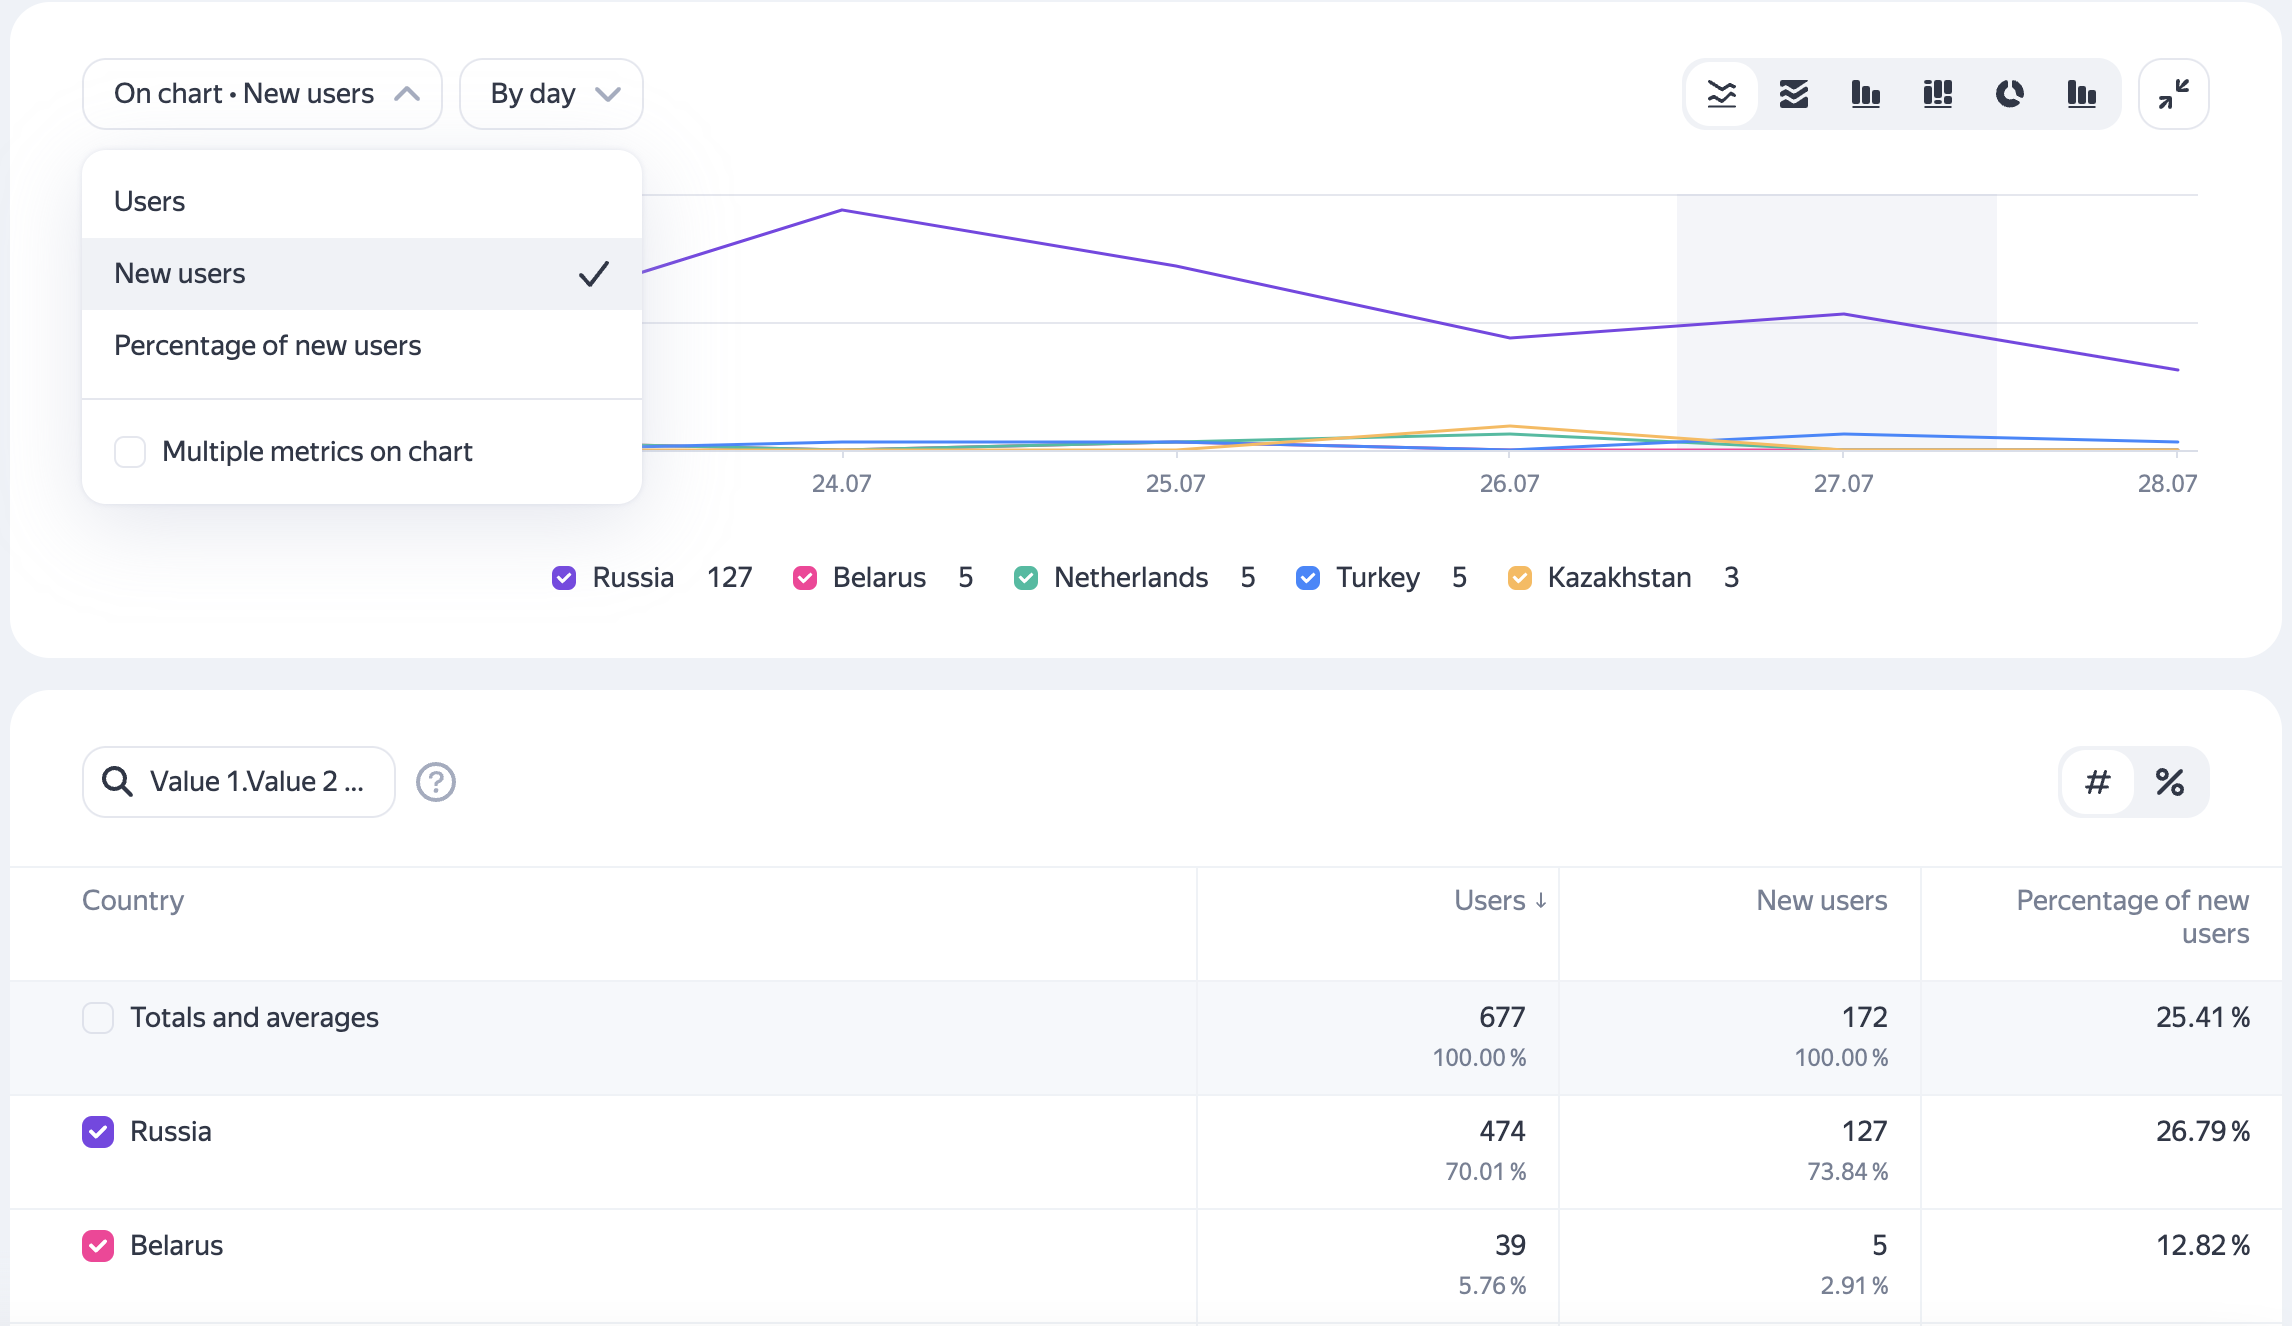 On chart • New users
By day
Users
New users
Percentage of new users
Multiple metrics on chart
24.07 25.07 26.07 27.07 28.07
Russia 127 Belarus 5 Netherlands 5 Turkey 5 Kazakhstan 3
Value 1.Value 2 ...
?
# %
Country Users ↓ New users Percentage of new
users
Totals and averages 677 172 25.41 %
100.00 % 100.00 %
Russia 474 127 26.79 %
70.01 % 73.84 %
Belarus 39 5 12.82 %
5.76 % 2.91 %